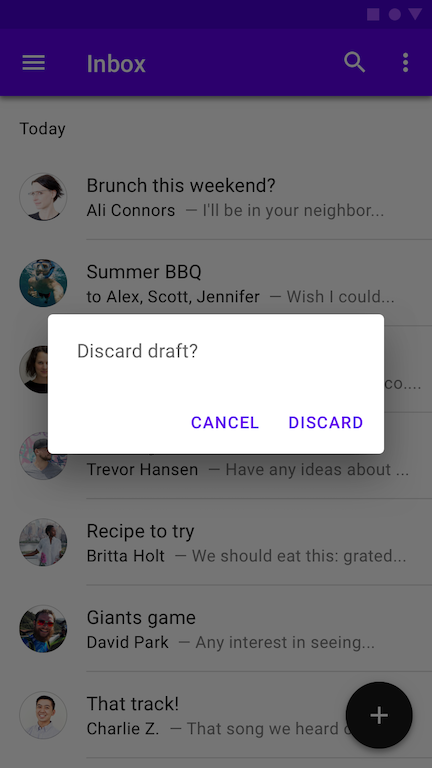 Inbox
Today
Brunch this weekend?
Ali Connors — I'll be in your neighbor...
Summer BBQ
to Alex, Scott, Jennifer — Wish I could...
Discard draft?
co....
CANCEL DISCARD
Trevor Hansen — Have any ideas about ...
Recipe to try
Britta Holt — We should eat this: grated...
Giants game
David Park — Any interest in seeing...
That track!
Charlie Z. — That song we heard